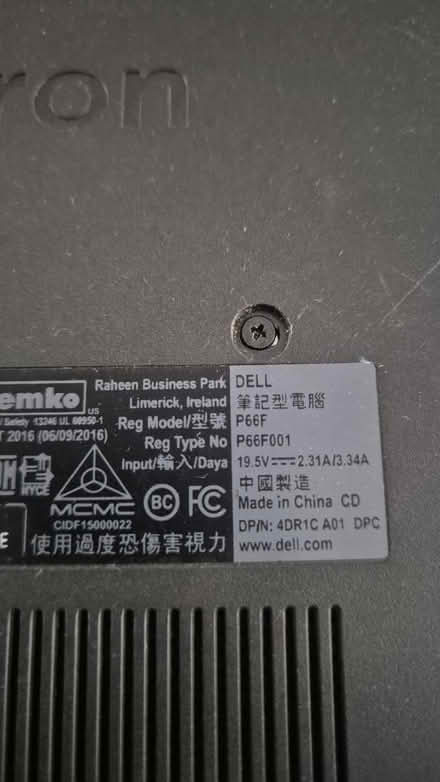 ron
emko
US
Safety 13246 UL 60950-1
T 2016 (06/09/2016)
Raheen Business Park
Limerick, Ireland
Reg Model/型號
Reg Type No
Input/輸入/Daya
DELL
筆記型電腦
P66F
P66F001
19.5V⎓2.31A/3.34A
中國製造
Made in China CD
DP/N: 4DR1C A01 DPC
www.dell.com
NYCE
MCMC
CIDF15000022
BC
FC
E
使用過度恐傷害視力